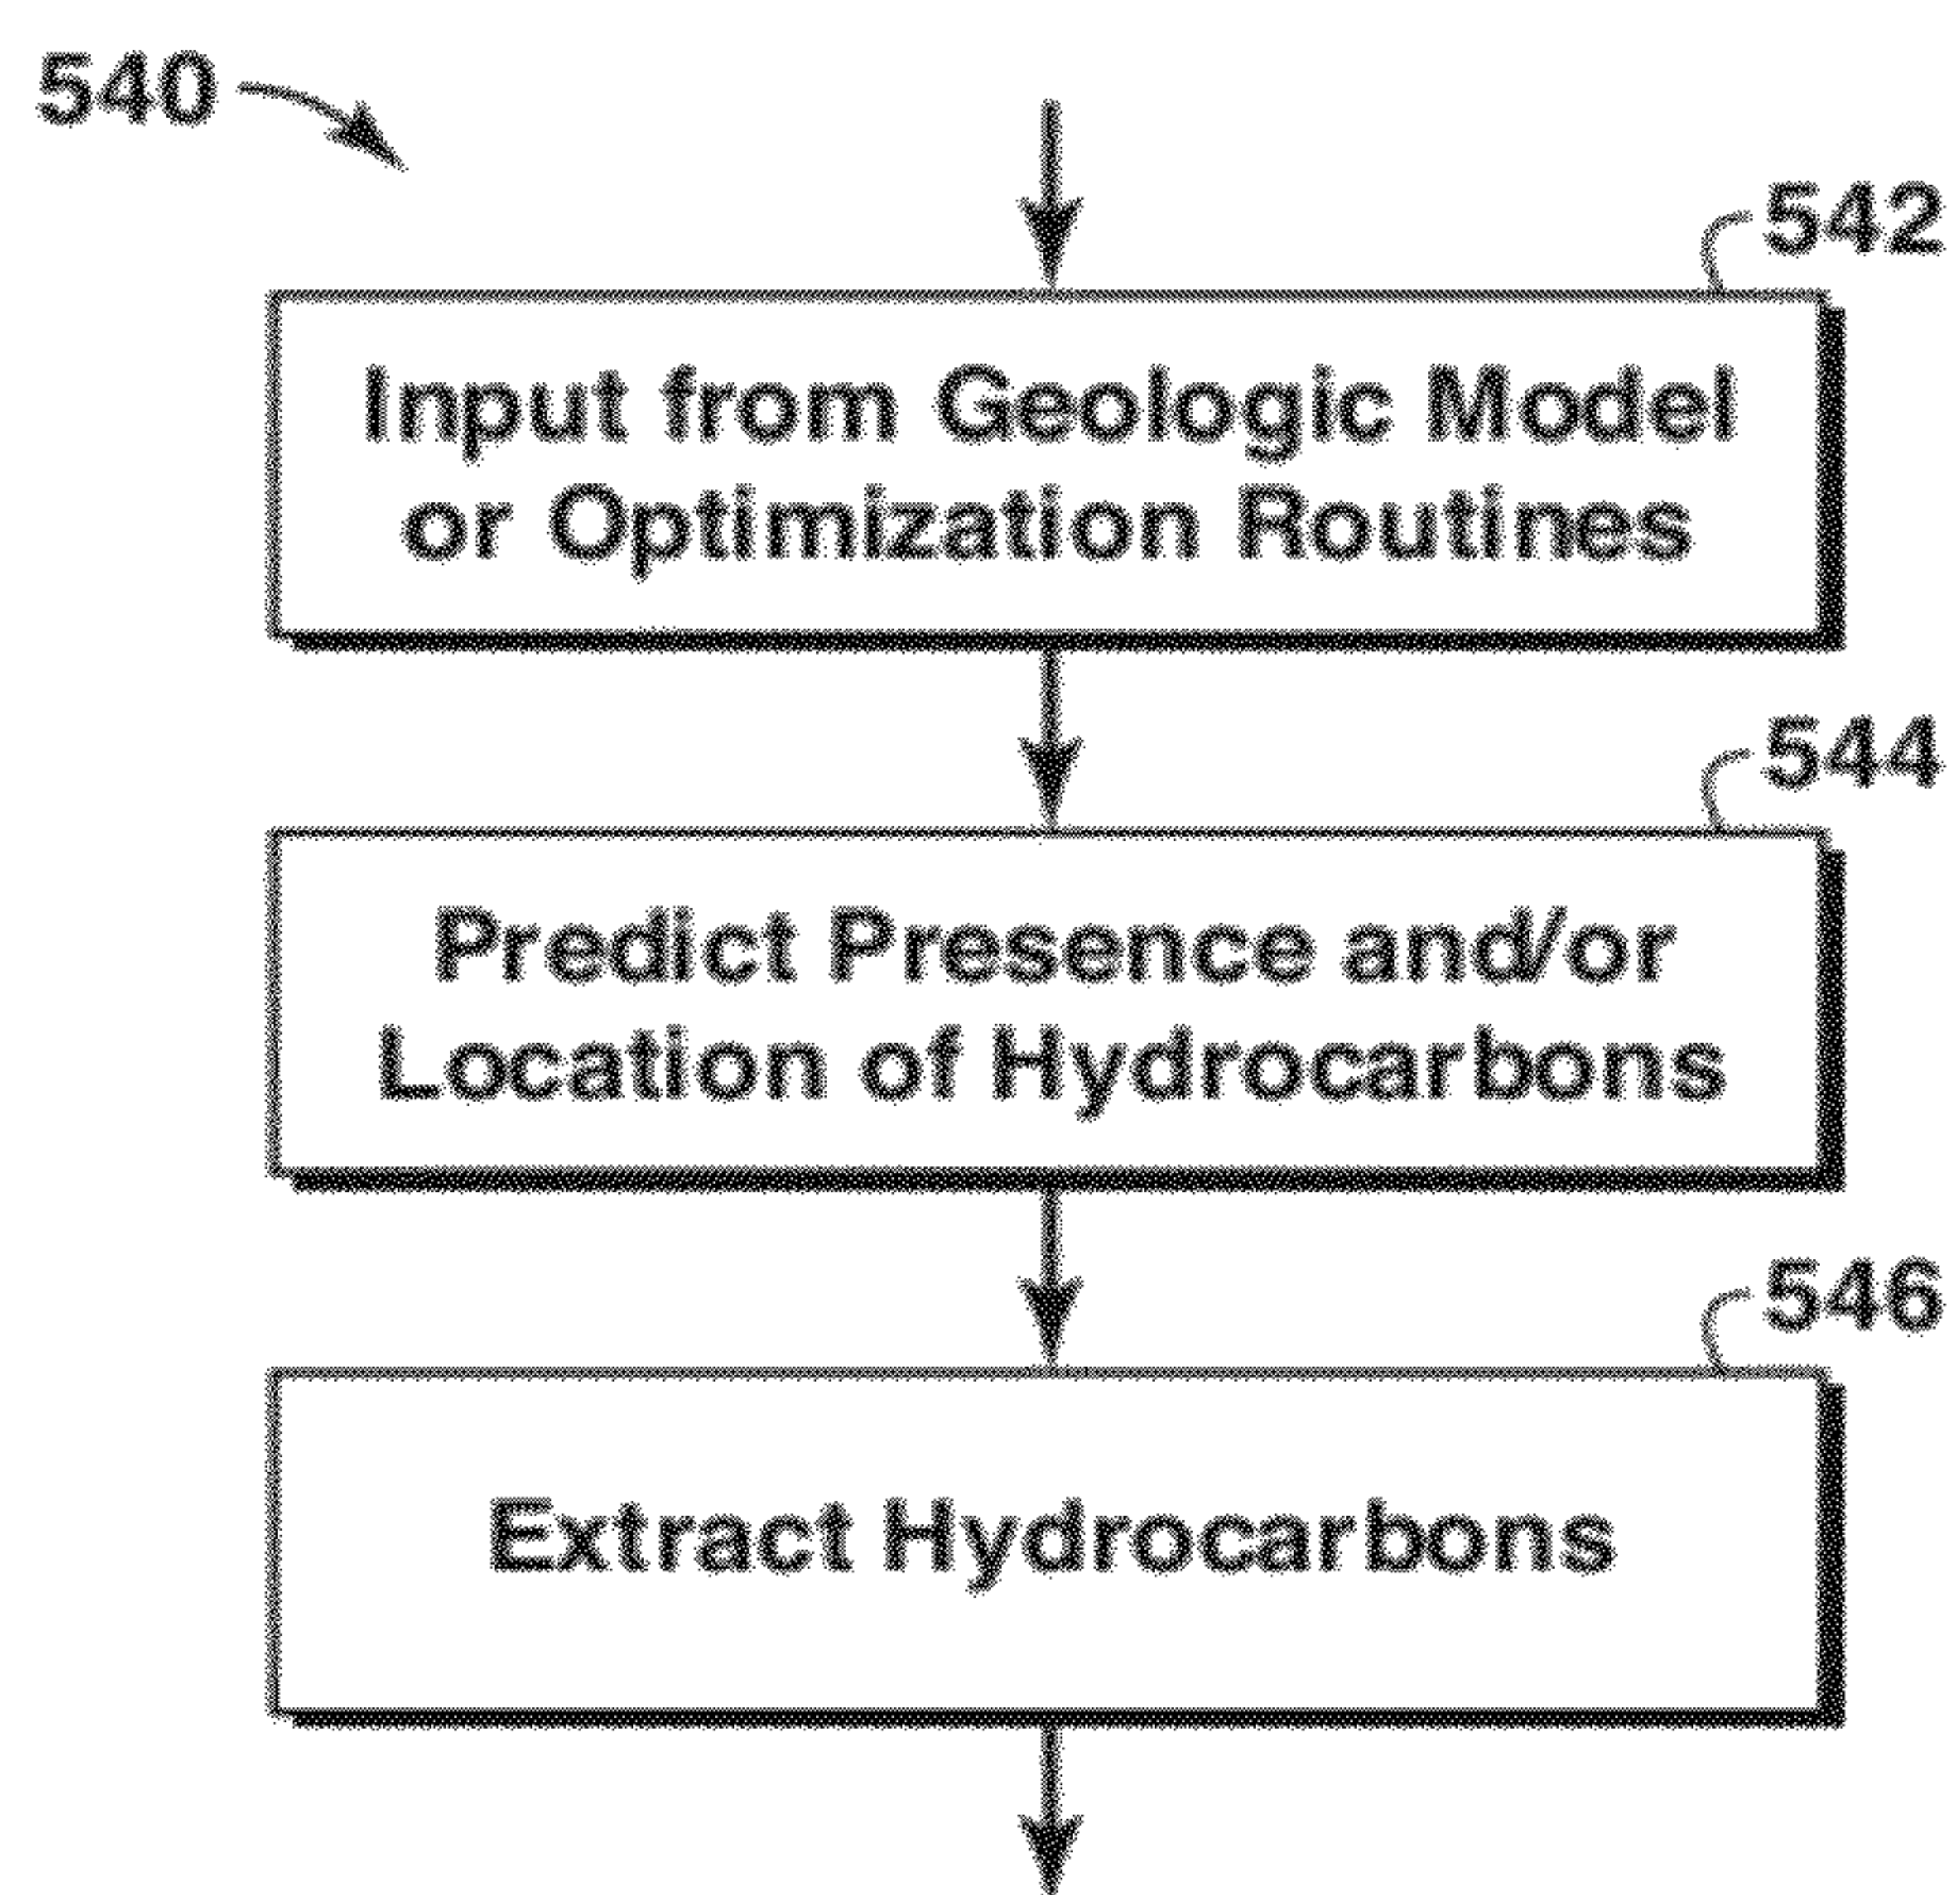 540
542
Input from Geologic Model
or Optimization Routines
544
Predict Presence and/or
Location of Hydrocarbons
546
Extract Hydrocarbons